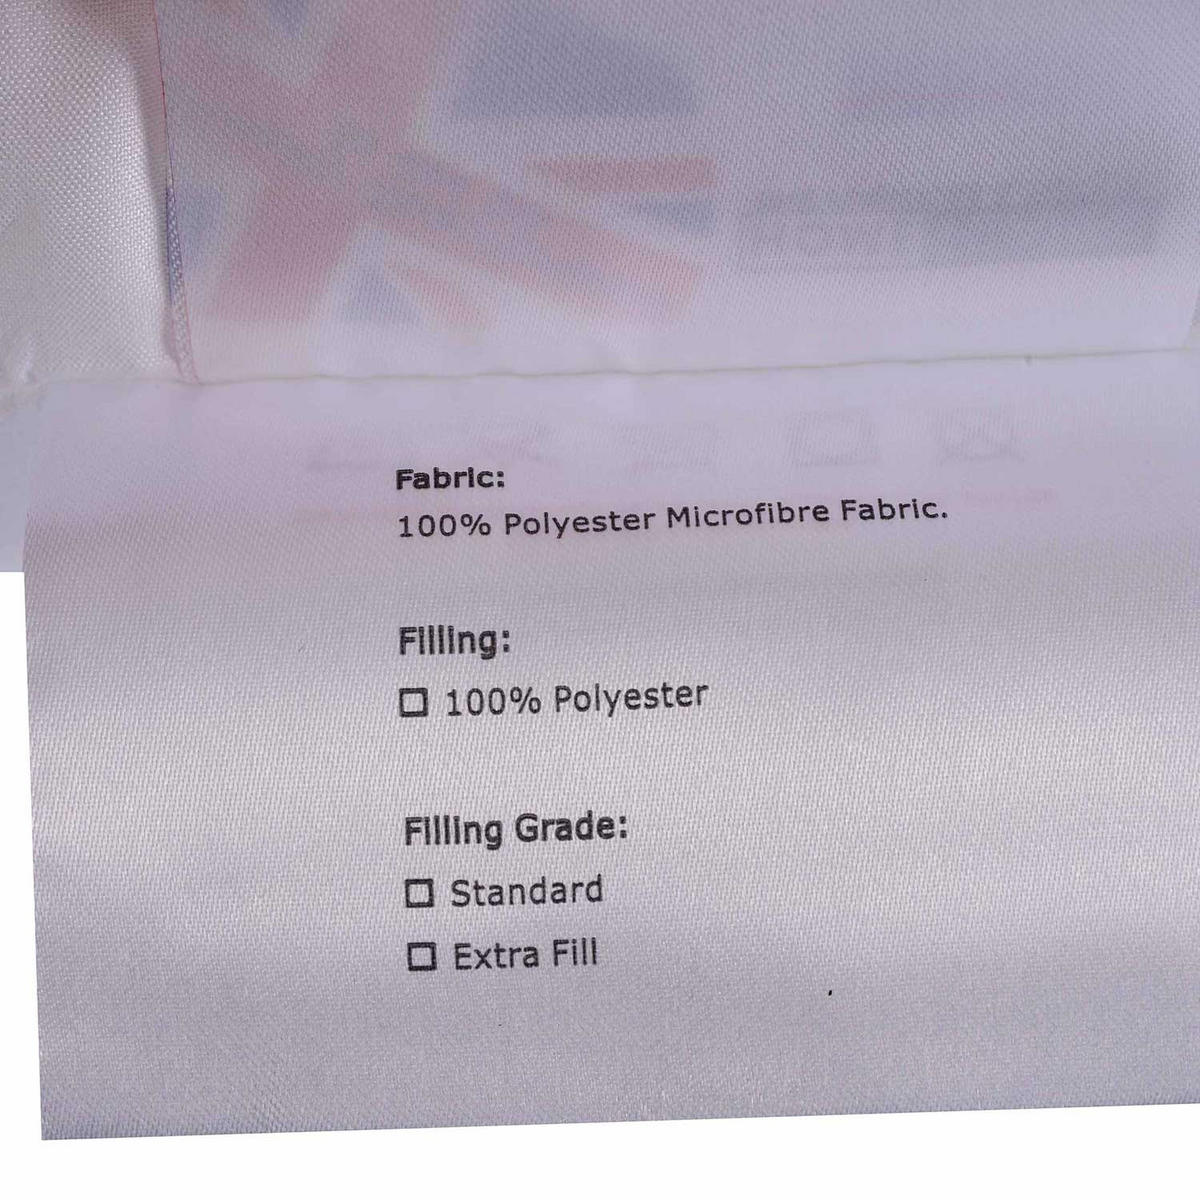 Fabric:
100% Polyester Microfibre Fabric.
Filling:
☐ 100% Polyester
Filling Grade:
☐ Standard
☐ Extra Fill